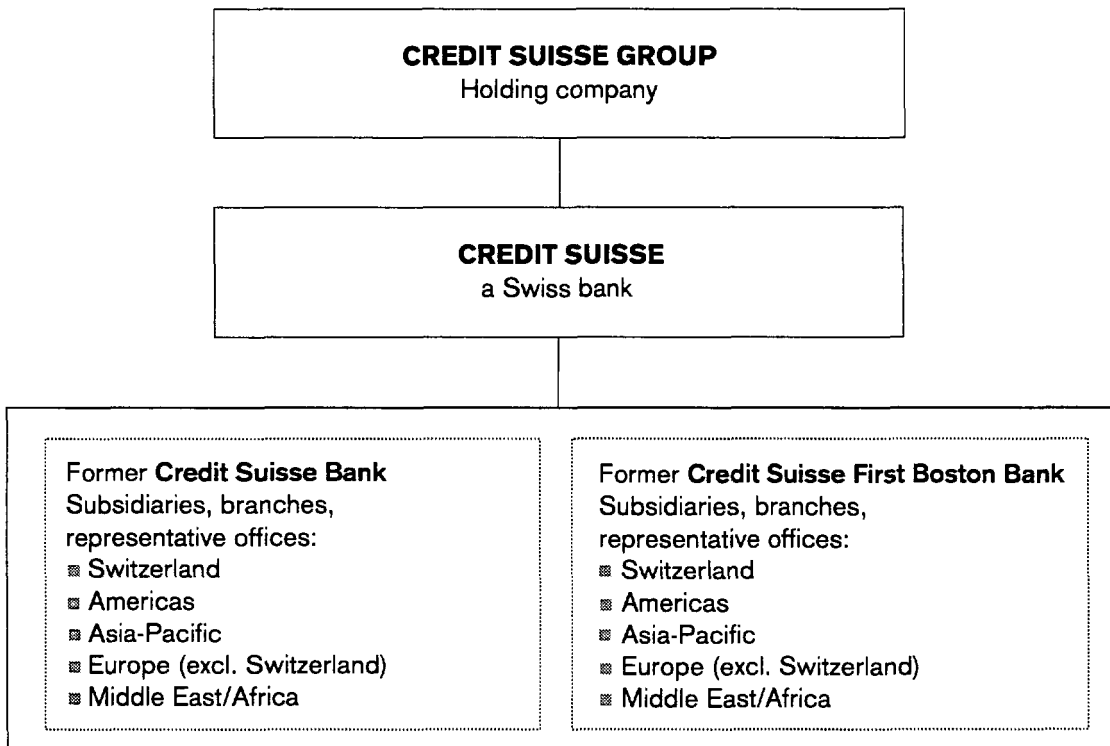 CREDIT SUISSE GROUP
Holding company
CREDIT SUISSE
a Swiss bank
Former Credit Suisse Bank
Subsidiaries, branches,
representative offices:
Switzerland
Americas
Asia-Pacific
Europe (excl. Switzerland)
Middle East/Africa
Former Credit Suisse First Boston Bank
Subsidiaries, branches,
representative offices:
Switzerland
Americas
Asia-Pacific
Europe (excl. Switzerland)
Middle East/Africa